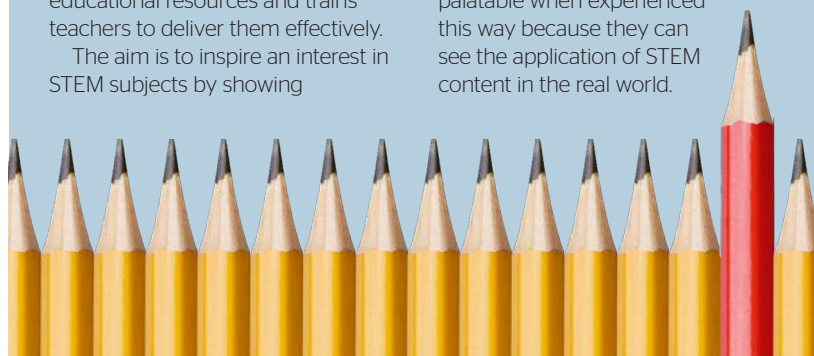 educational resources and trains
teachers to deliver them effectively.
The aim is to inspire an interest in
STEM subjects by showing
palatable when experienced
this way because they can
see the application of STEM
content in the real world.